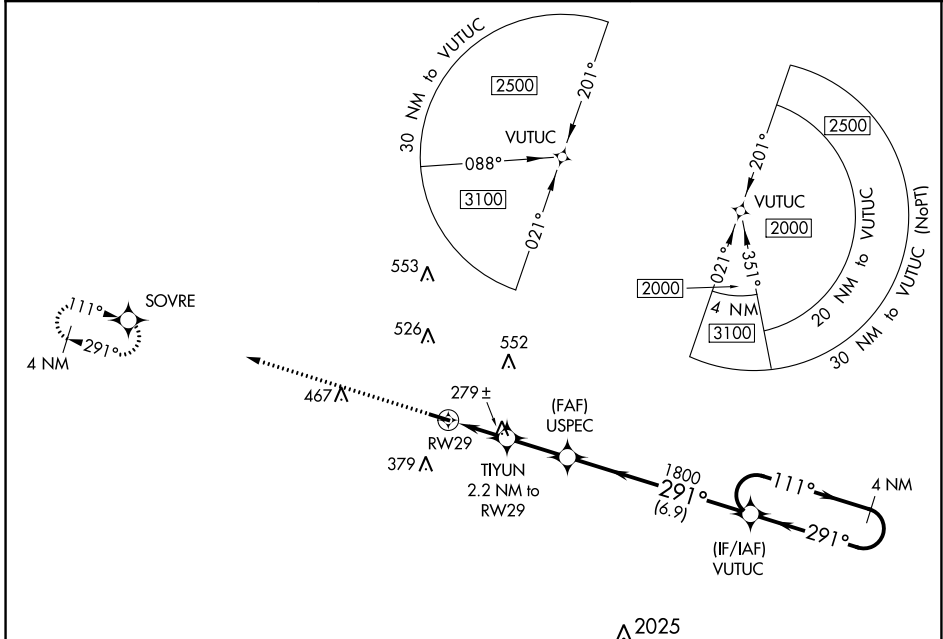 30 NM to VUTUC
2500
201°
VUTUC
088°
3100
021°
2500
201°
VUTUC
2000
021°
351°
2000
4 NM
3100
20 NM to VUTUC
30 NM to VUTUC (NoPT)
553
526
552
SOVRE
111°
291°
4 NM
467
279±
(FAF)
USPEC
RW29
379
TIYUN
2.2 NM to
RW29
1800
291°
(6.9)
111°
4 NM
291°
(IF/IAF)
VUTUC
2025